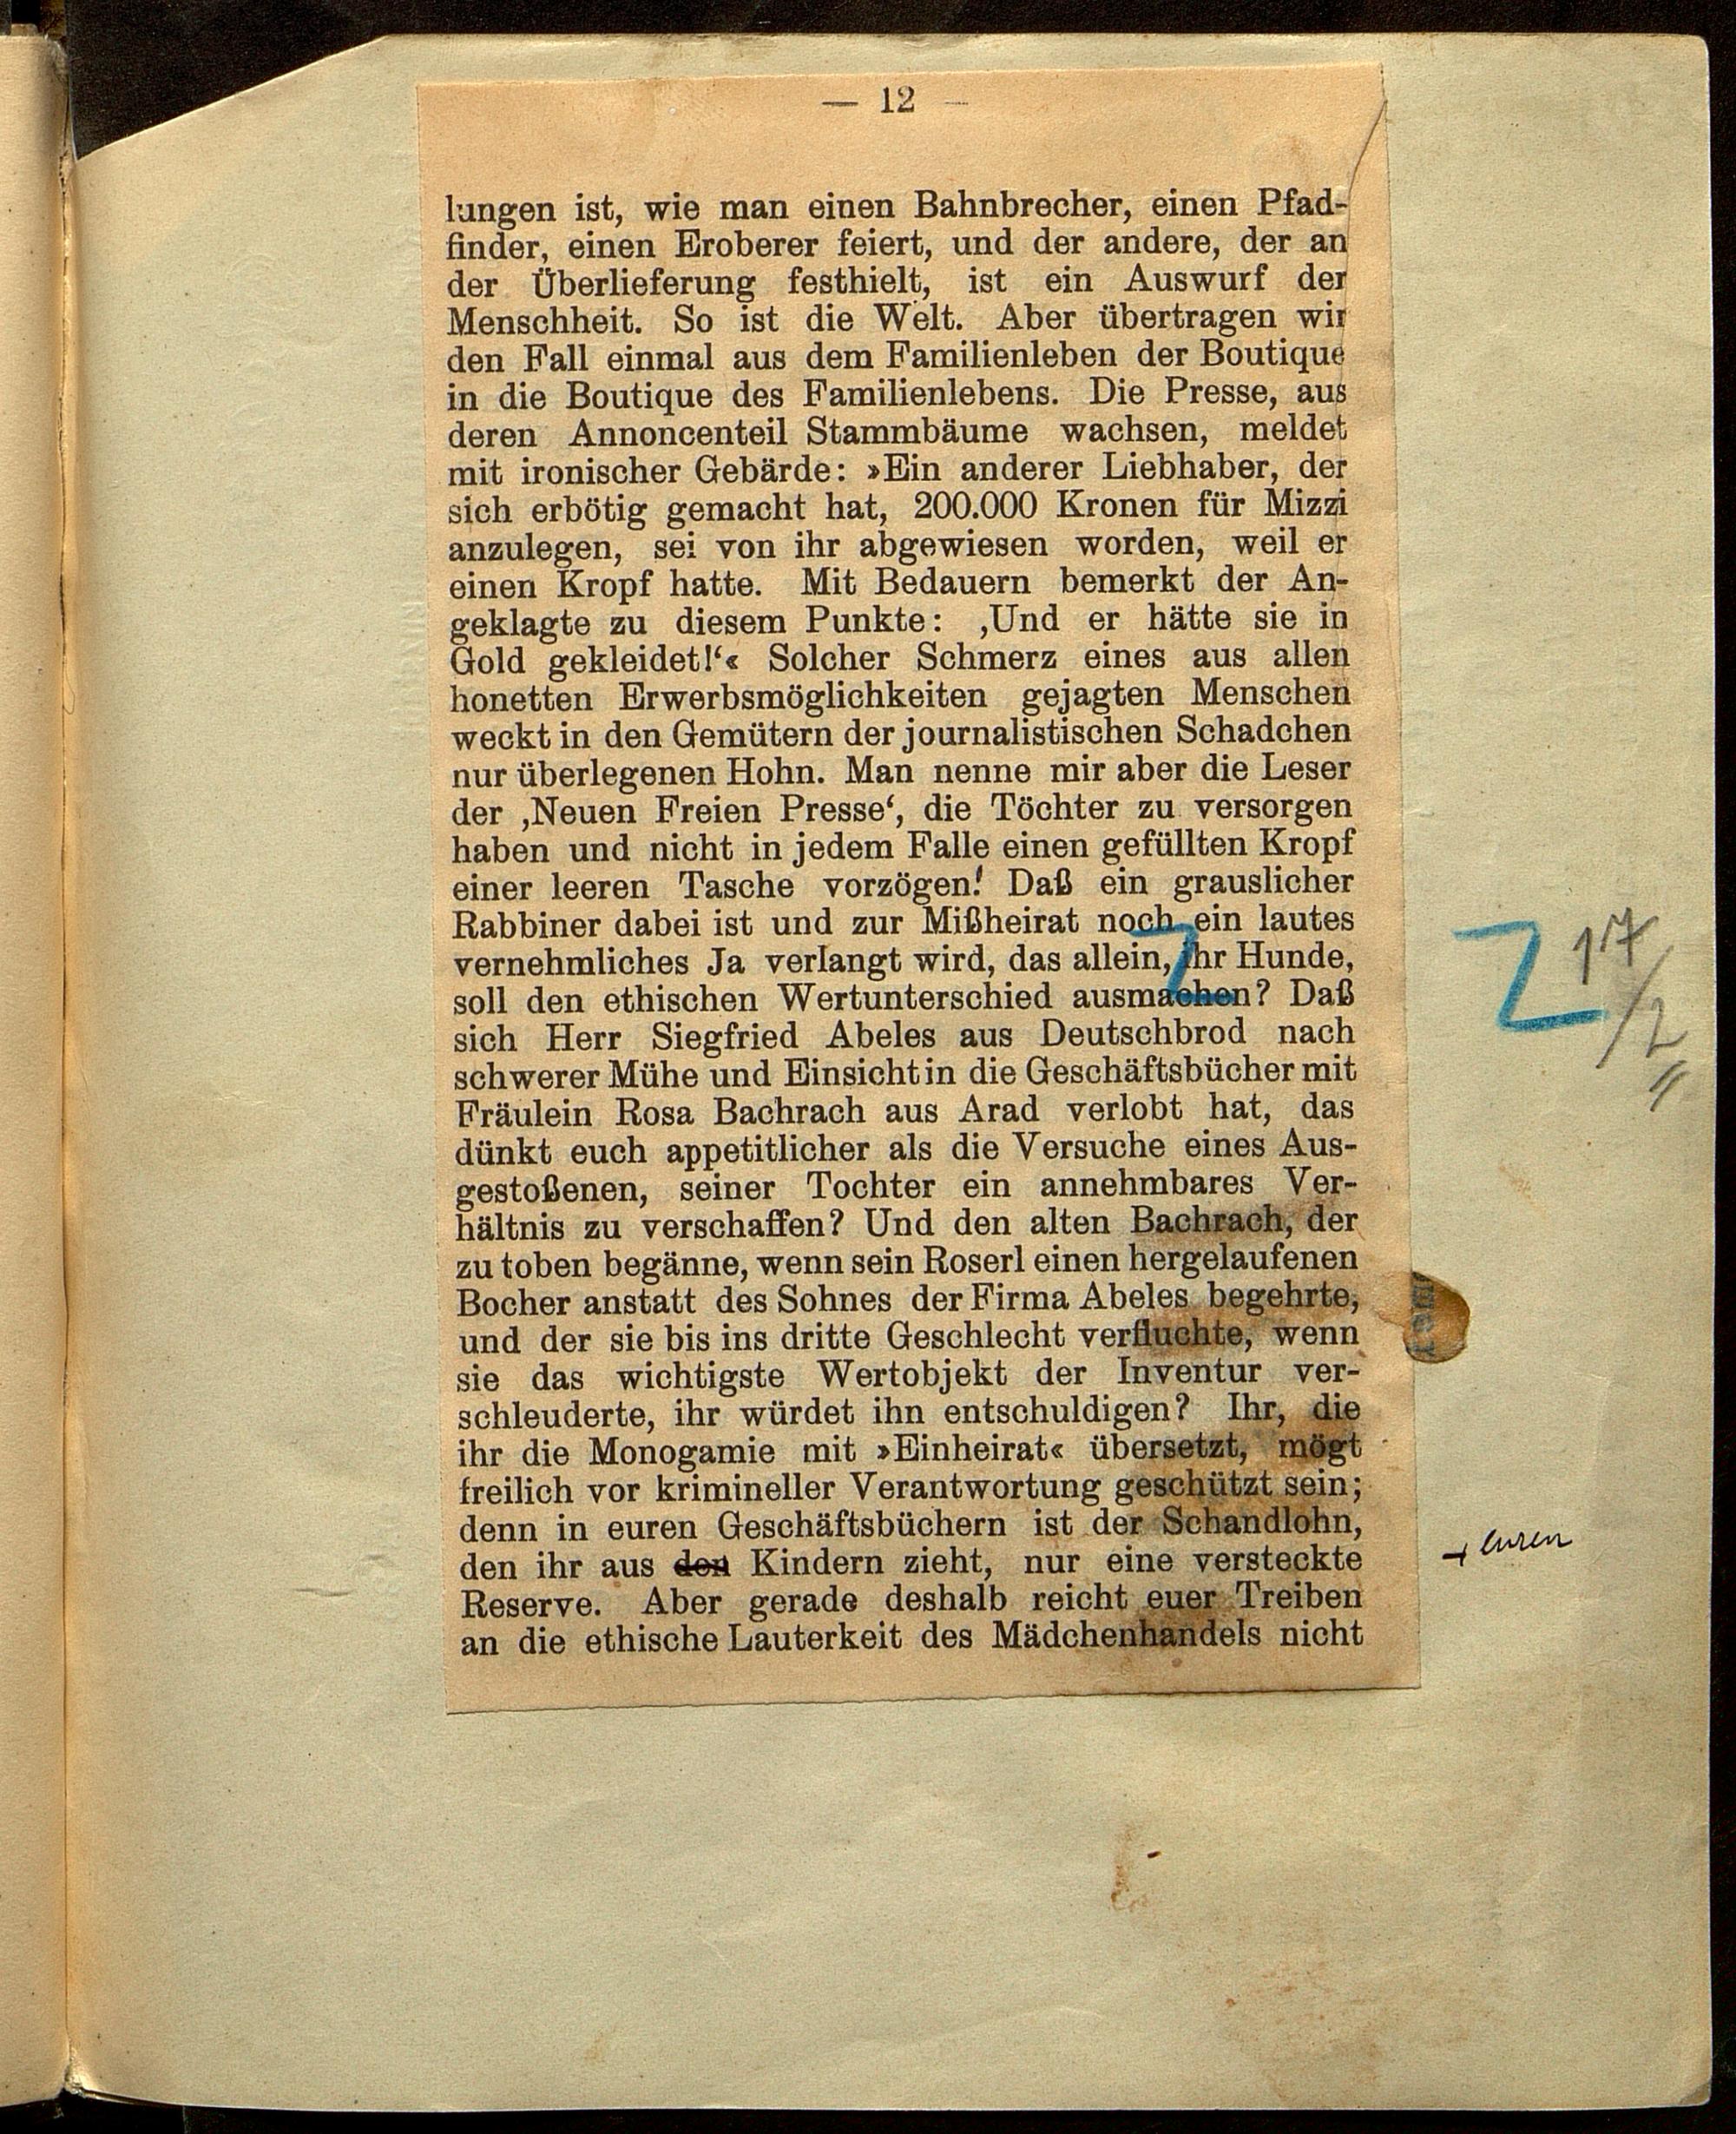 — 12 —
lungen ist, wie man einen Bahnbrecher, einen Pfad-
finder, einen Eroberer feiert, und der andere, der an
der Überlieferung festhielt, ist ein Auswurf der
Menschheit. So ist die Welt. Aber übertragen wir
den Fall einmal aus dem Familienleben der Boutique
in die Boutique des Familienlebens. Die Presse, aus
deren Annoncenteil Stammbäume wachsen, meldet
mit ironischer Gebärde: »Ein anderer Liebhaber, der
sich erbötig gemacht hat, 200.000 Kronen für Mizzi
anzulegen, sei von ihr abgewiesen worden, weil er
einen Kropf hatte. Mit Bedauern bemerkt der An-
geklagte zu diesem Punkte: ‚Und er hätte sie in
Gold gekleidet!‘« Solcher Schmerz eines aus allen
honetten Erwerbsmöglichkeiten gejagten Menschen
weckt in den Gemütern der journalistischen Schadchen
nur überlegenen Hohn. Man nenne mir aber die Leser
der ‚Neuen Freien Presse‘, die Töchter zu versorgen
haben und nicht in jedem Falle einen gefüllten Kropf
einer leeren Tasche vorzögen! Daß ein grauslicher
Rabbiner dabei ist und zur Mißheirat noch ein lautes
vernehmliches Ja verlangt wird, das allein, ihr Hunde,
soll den ethischen Wertunterschied ausmachen? Daß
sich Herr Siegfried Abeles aus Deutschbrod nach
schwerer Mühe und Einsicht in die Geschäftsbücher mit
Fräulein Rosa Bachrach aus Arad verlobt hat, das
dünkt euch appetitlicher als die Versuche eines Aus-
gestoßenen, seiner Tochter ein annehmbares Ver-
hältnis zu verschaffen? Und den alten Bachrach, der
zu toben begänne, wenn sein Roserl einen hergelaufenen
Bocher anstatt des Sohnes der Firma Abeles begehrte,
und der sie bis ins dritte Geschlecht verfluchte, wenn
sie das wichtigste Wertobjekt der Inventur ver-
schleuderte, ihr würdet ihn entschuldigen? Ihr, die
ihr die Monogamie mit »Einheirat« übersetzt, mögt
freilich vor krimineller Verantwortung geschützt sein;
denn in euren Geschäftsbüchern ist der Schandlohn,
den ihr aus den Kindern zieht, nur eine versteckte
Reserve. Aber gerade deshalb reicht euer Treiben
an die ethische Lauterkeit des Mädchenhandels nicht
Z 17/2
euren